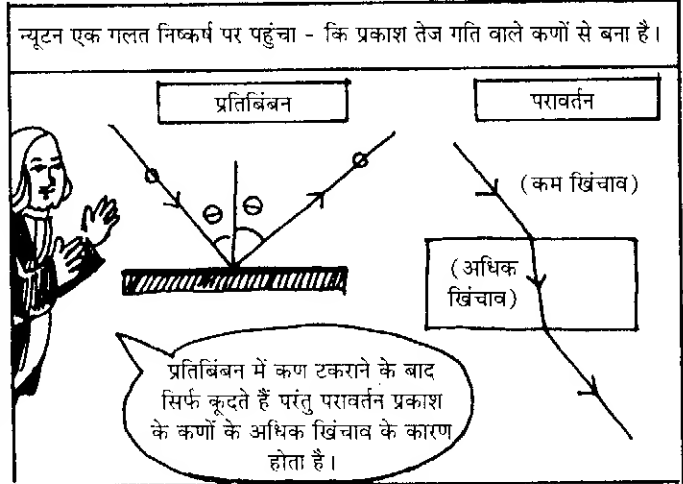 न्यूटन एक गलत निष्कर्ष पर पहुंचा - कि प्रकाश तेज गति वाले कणों से बना है।
प्रतिबिंबन
परावर्तन
(कम खिंचाव)
(अधिक
खिंचाव)
प्रतिबिंबन में कण टकराने के बाद
सिर्फ कूदते हैं परंतु परावर्तन प्रकाश
के कणों के अधिक खिंचाव के कारण
होता है।